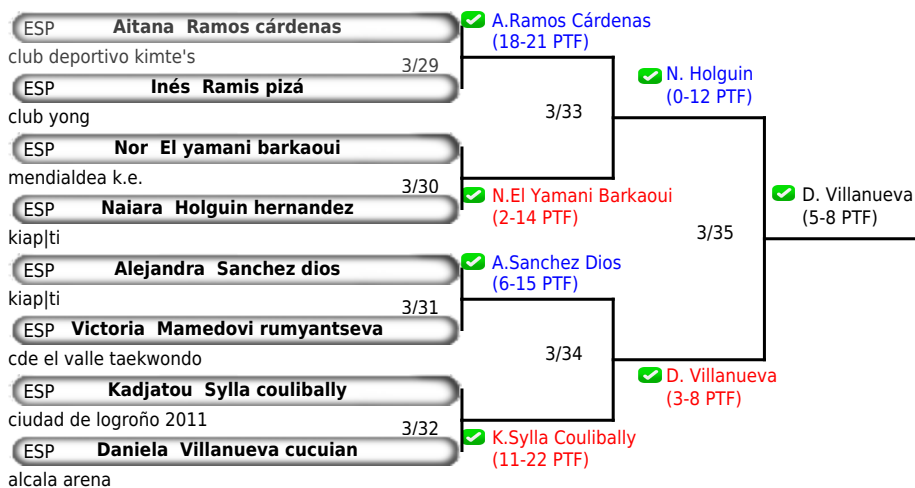 ESP Aitana Ramos cárdenas
club deportivo kimte's
3/29
ESP Inés Ramis pizá
club yong
ESP Nor El yamani barkaoui
mendialdea k.e.
3/30
ESP Naiara Holguin hernandez
kiap|ti
ESP Alejandra Sanchez dios
kiap|ti
3/31
ESP Victoria Mamedovi rumyantseva
cde el valle taekwondo
ESP Kadjatou Sylla coulibally
ciudad de logroño 2011
3/32
ESP Daniela Villanueva cucuian
alcala arena
A.Ramos Cárdenas
(18-21 PTF)
3/33
N.El Yamani Barkaoui
(2-14 PTF)
A.Sanchez Dios
(6-15 PTF)
3/34
K.Sylla Coulibally
(11-22 PTF)
N. Holguin
(0-12 PTF)
3/35
D. Villanueva
(3-8 PTF)
D. Villanueva
(5-8 PTF)